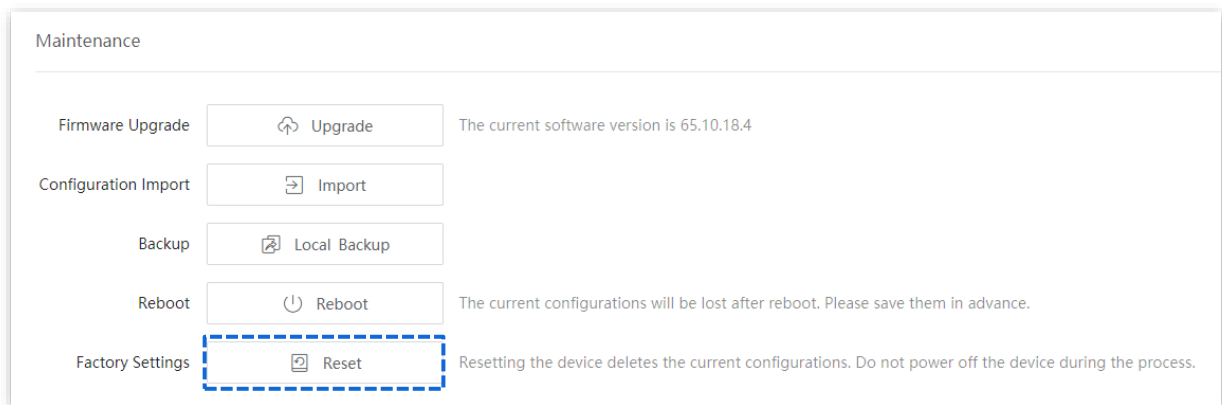 Maintenance
Firmware Upgrade Upgrade The current software version is 65.10.18.4
Configuration Import Import
Backup Local Backup
Reboot Reboot The current configurations will be lost after reboot. Please save them in advance.
Factory Settings Reset Resetting the device deletes the current configurations. Do not power off the device during the process.